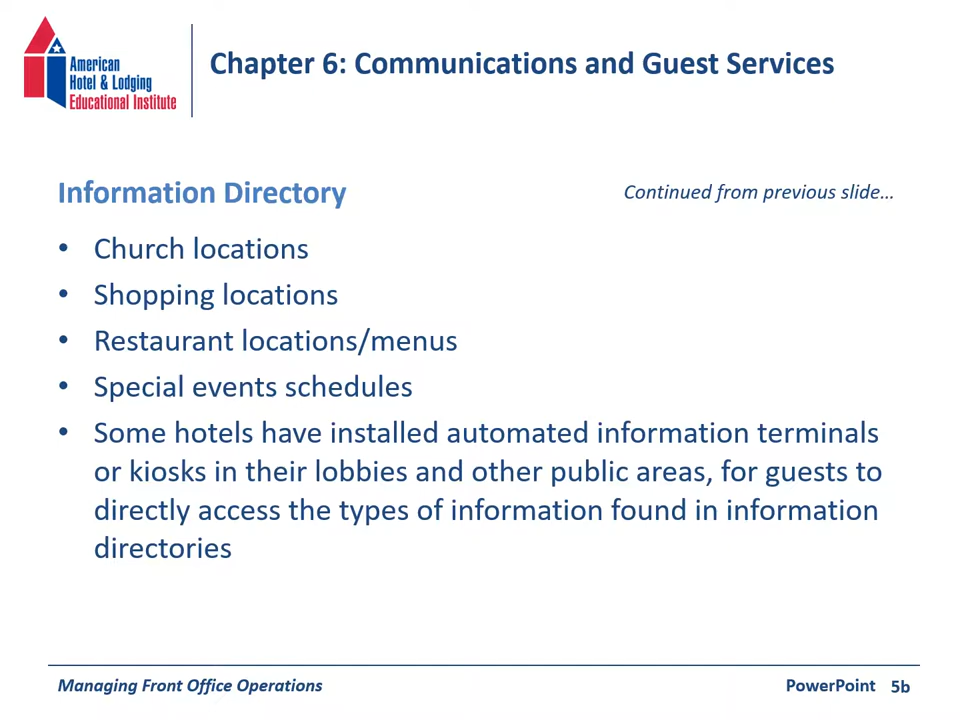 American
Hotel & Lodging
Educational Institute
Chapter 6: Communications and Guest Services
Information Directory
Continued from previous slide…
• Church locations
• Shopping locations
• Restaurant locations/menus
• Special events schedules
• Some hotels have installed automated information terminals
or kiosks in their lobbies and other public areas, for guests to
directly access the types of information found in information
directories
Managing Front Office Operations
PowerPoint 5b